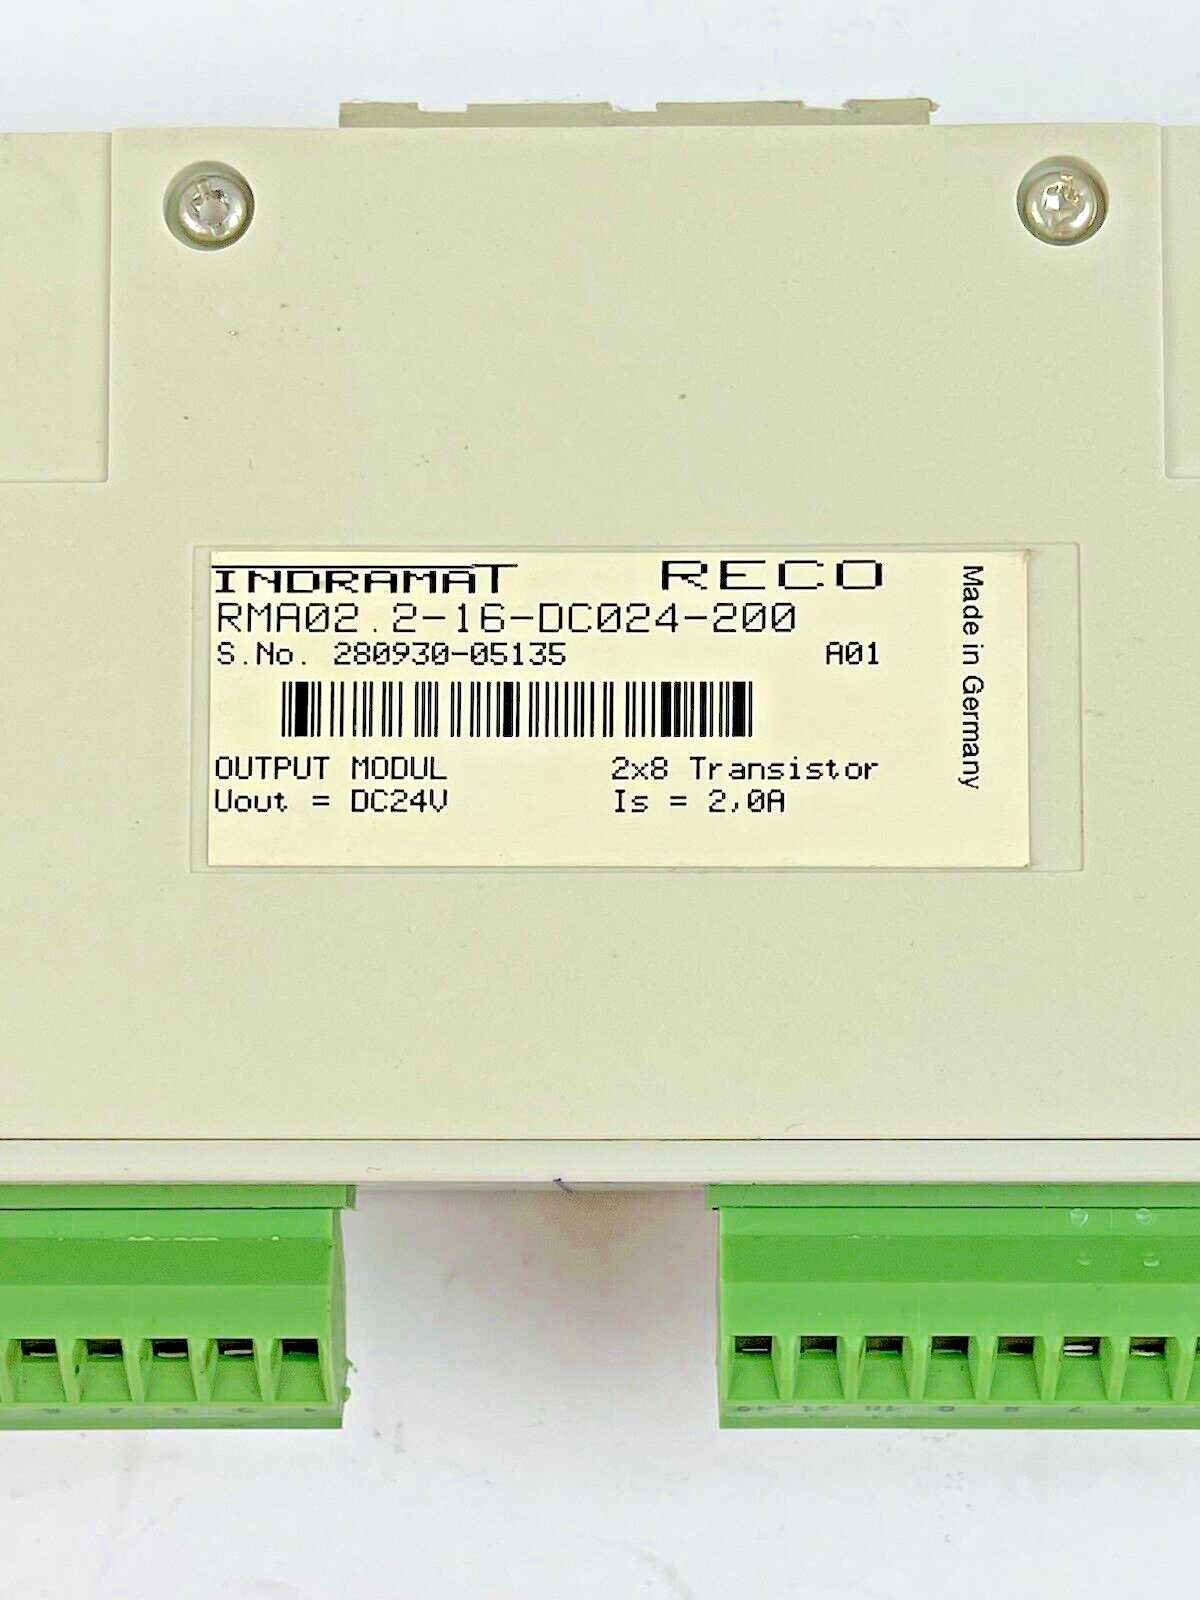 INDRAMAT RECO
RMA02.2-16-DC024-200
S.No. 280930-05135 A01
OUTPUT MODUL 2x8 Transistor
Uout = DC24V Is = 2,0A
Made in Germany